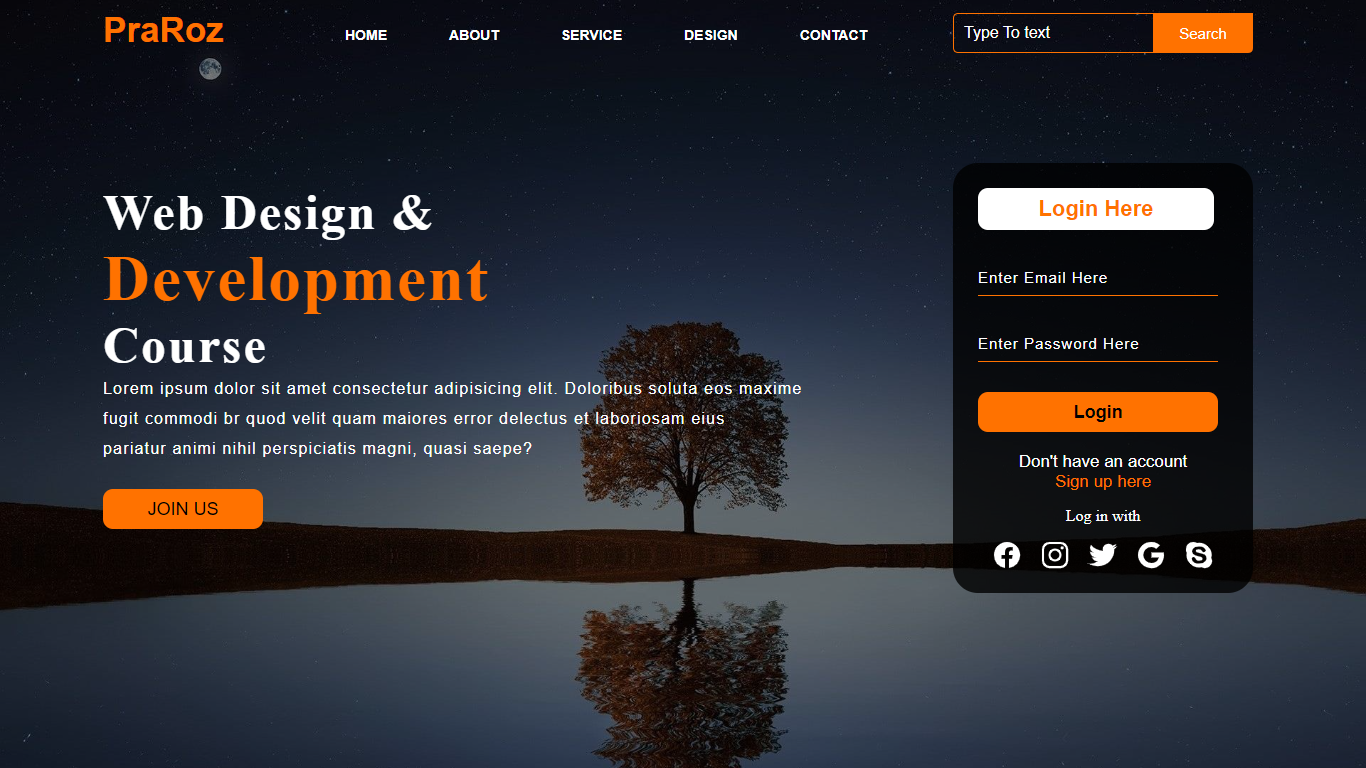 PraRoz
HOME
ABOUT
SERVICE
DESIGN
CONTACT
Type To text
Search
Web Design &
Development
Course
Lorem ipsum dolor sit amet consectetur adipisicing elit. Doloribus soluta eos maxime
fugit commodi br quod velit quam maiores error delectus et laboriosam eius
pariatur animi nihil perspiciatis magni, quasi saepe?
JOIN US
Login Here
Enter Email Here
Enter Password Here
Login
Don't have an account
Sign up here
Log in with